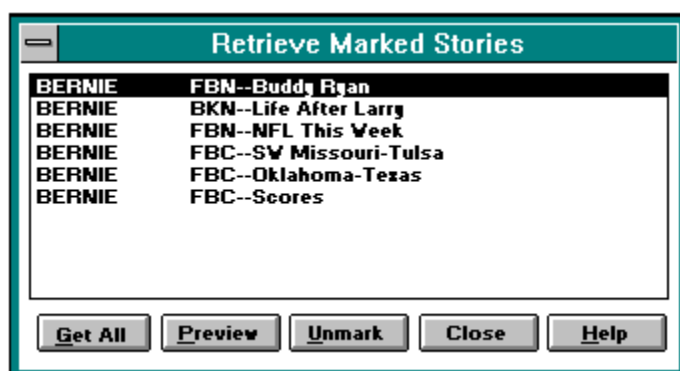 Retrieve Marked Stories
BERNIE FBN--Buddy Ryan
BERNIE BKN--Life After Larry
BERNIE FBN--NFL This Week
BERNIE FBC--SW Missouri-Tulsa
BERNIE FBC--Oklahoma-Texas
BERNIE FBC--Scores
Get All Preview Unmark Close Help